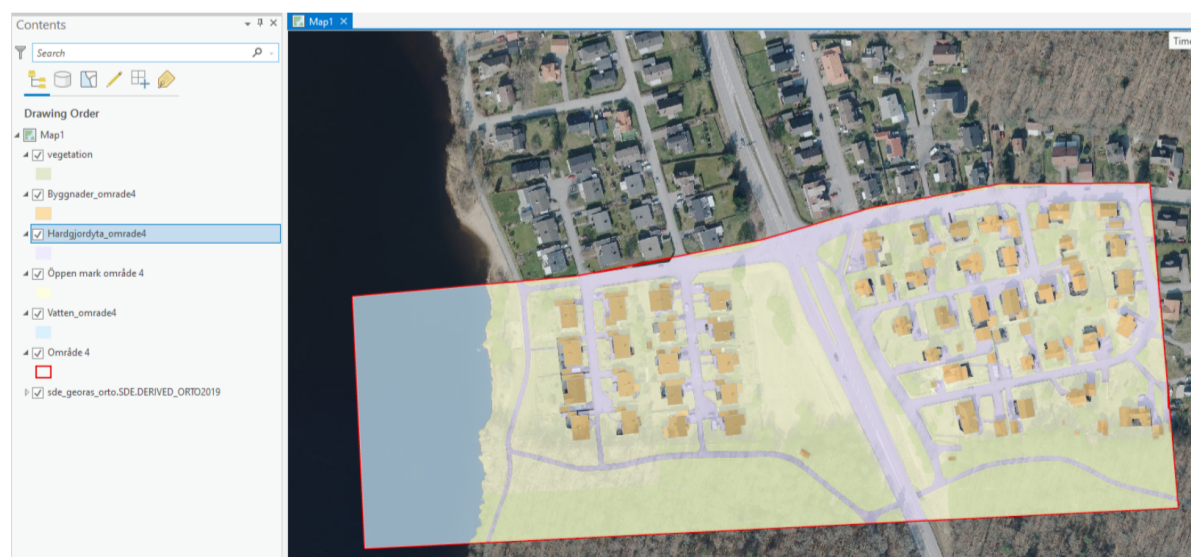 Contents
Map1
Time
Search
Drawing Order
Map1
vegetation
Byggnader_omrade4
Hardgjordyta_omrade4
Öppen mark område 4
Vatten_omrade4
Område 4
sde_georas_orto.SDE.DERIVED_ORTO2019